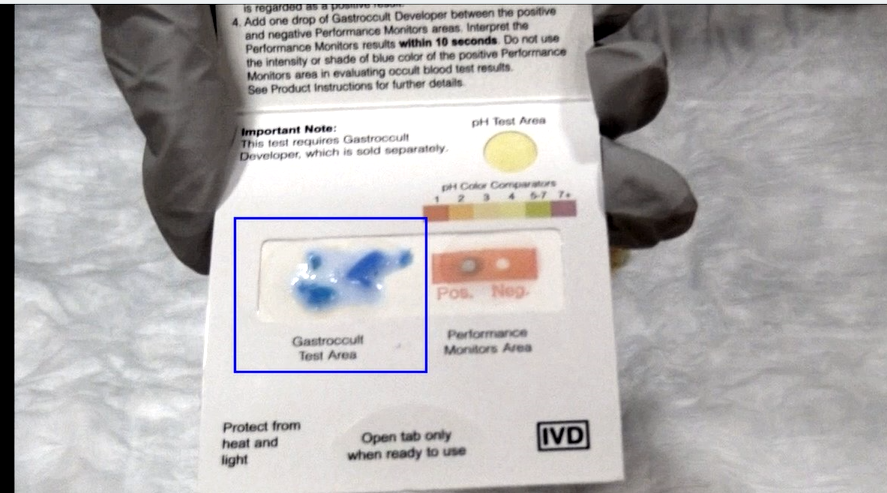 is regarded as a positive result.
4. Add one drop of Gastroccult Developer between the positive
and negative Performance Monitors areas. Interpret the
Performance Monitors results within 10 seconds. Do not use
the intensity or shade of blue color of the positive Performance
Monitors area in evaluating occult blood test results.
See Product Instructions for further details.
Important Note:
This test requires Gastroccult
Developer, which is sold separately.
pH Test Area
pH Color Comparators
1 2 3 4 5-7 7+
Pos. Neg.
Gastroccult
Test Area
Performance
Monitors Area
Protect from
heat and
light
Open tab only
when ready to use
IVD